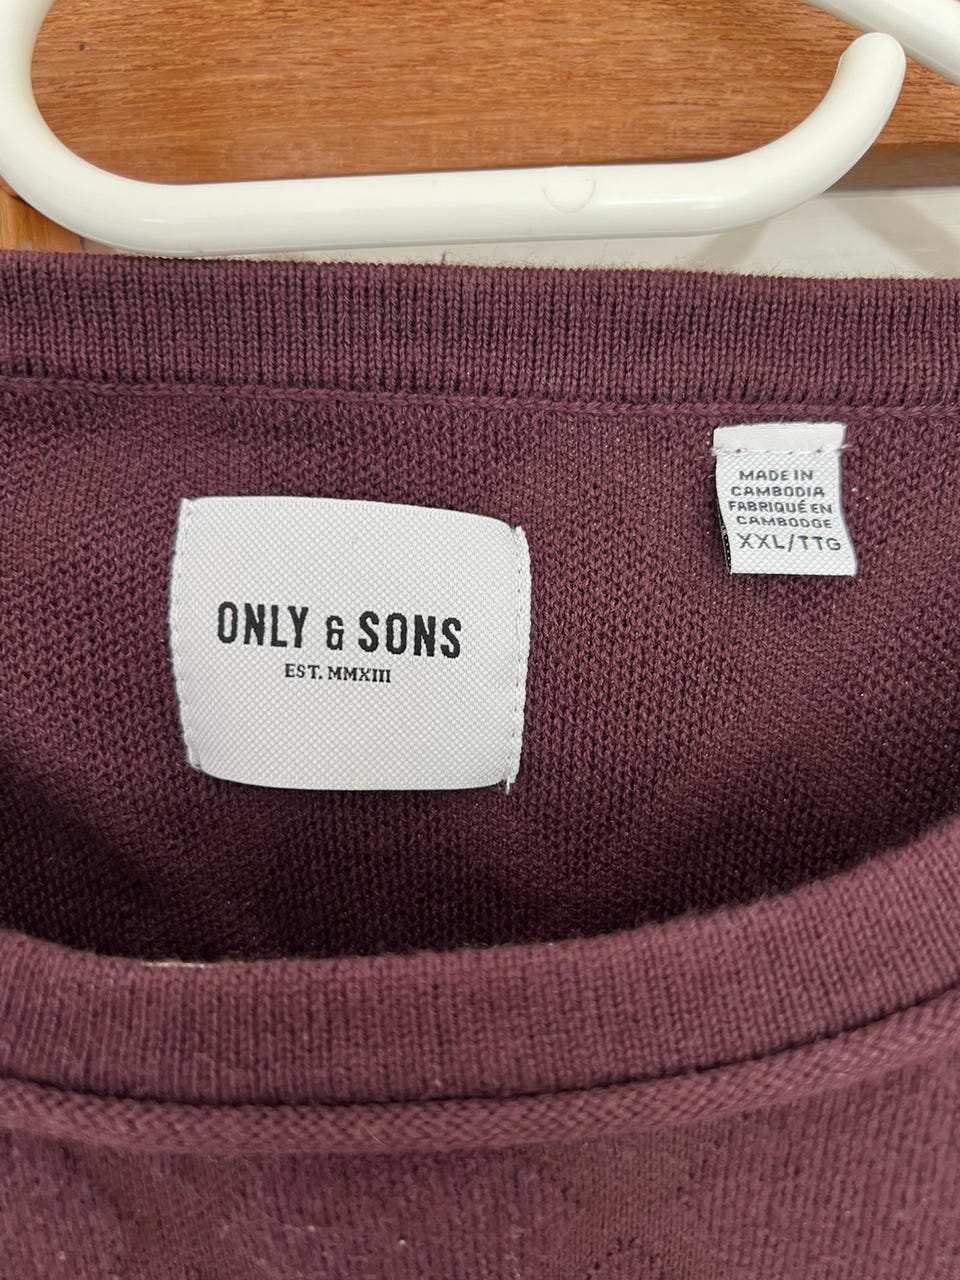 ONLY & SONS
EST. MMXIII
MADE IN
CAMBODIA
FABRIQUÉ EN
CAMBODGE
XXL/TTG